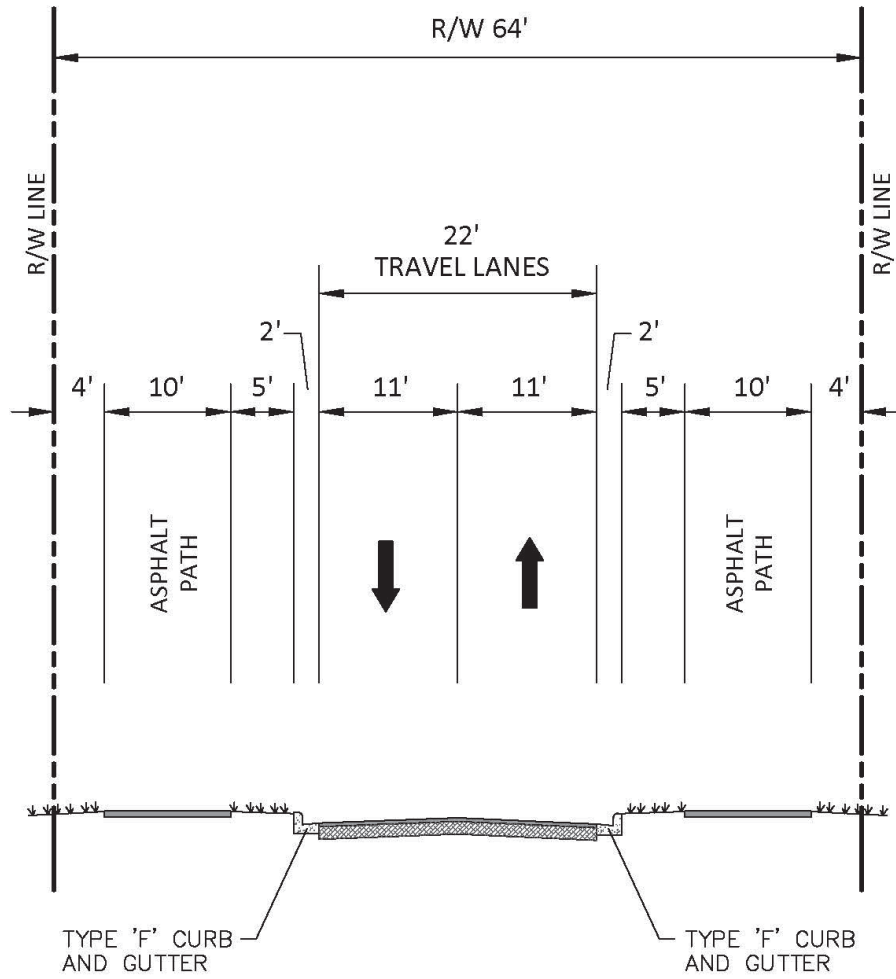 R/W 64'
R/W LINE
R/W LINE
22'
TRAVEL LANES
2'
2'
4'
10'
5'
11'
11'
5'
10'
4'
ASPHALT
PATH
ASPHALT
PATH
TYPE 'F' CURB
AND GUTTER
TYPE 'F' CURB
AND GUTTER